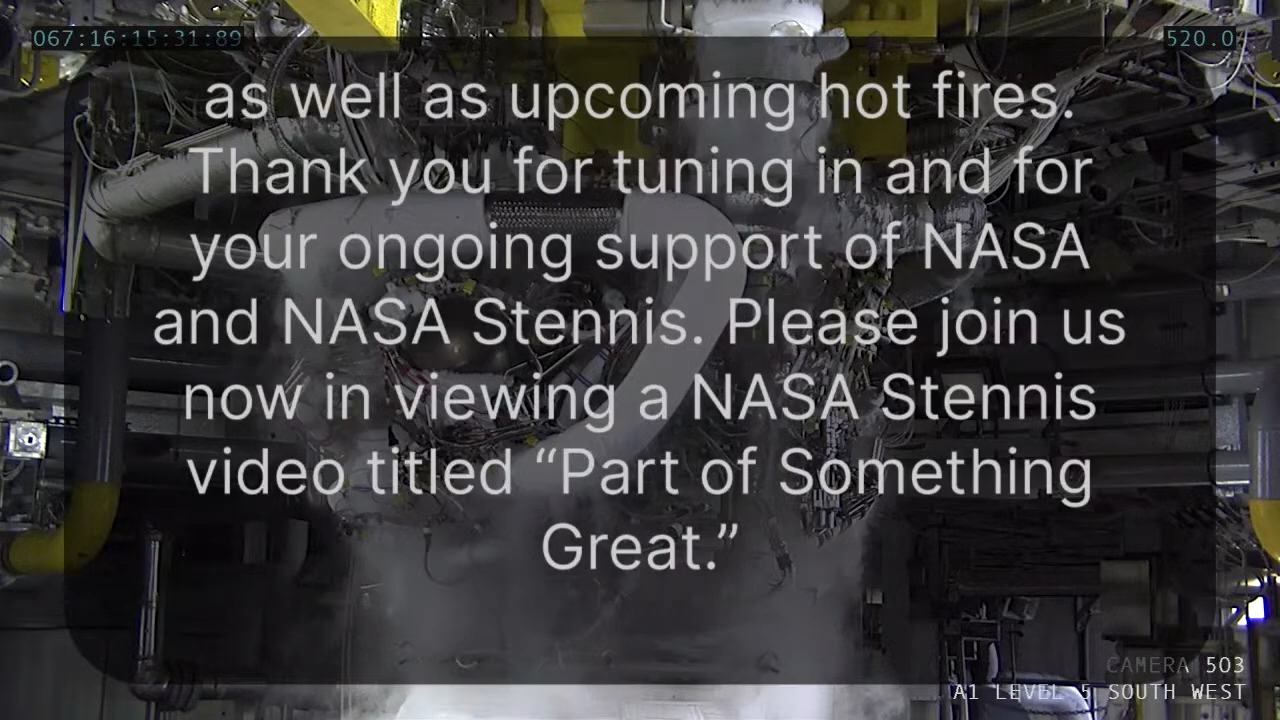 067:16:15:31:89
520.0
as well as upcoming hot fires.
Thank you for tuning in and for
your ongoing support of NASA
and NASA Stennis. Please join us
now in viewing a NASA Stennis
video titled “Part of Something
Great.”
CAMERA 503
A1 LEVEL 5 SOUTH WEST